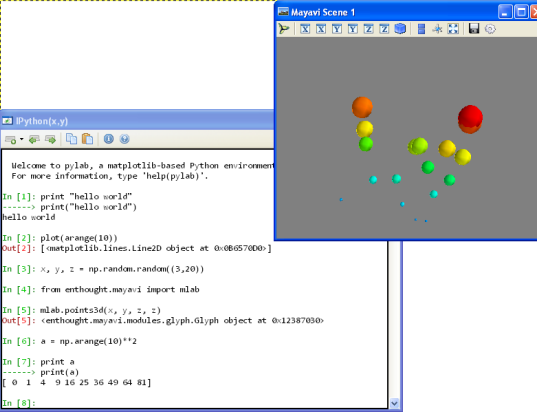 Mayavi Scene 1
X X Y Y Z Z
IPython(x,y)
Welcome to pylab, a matplotlib-based Python environment
For more information, type 'help(pylab)'.
In [1]: print "hello world"
------> print("hello world")
hello world
In [2]: plot(arange(10))
Out[2]: [<matplotlib.lines.Line2D object at 0x0B6570D0>]
In [3]: x, y, z = np.random.random((3,20))
In [4]: from enthought.mayavi import mlab
In [5]: mlab.points3d(x, y, z, z)
Out[5]: <enthought.mayavi.modules.glyph.Glyph object at 0x12387030>
In [6]: a = np.arange(10)**2
In [7]: print a
------> print(a)
[ 0  1  4  9 16 25 36 49 64 81]
In [8]: